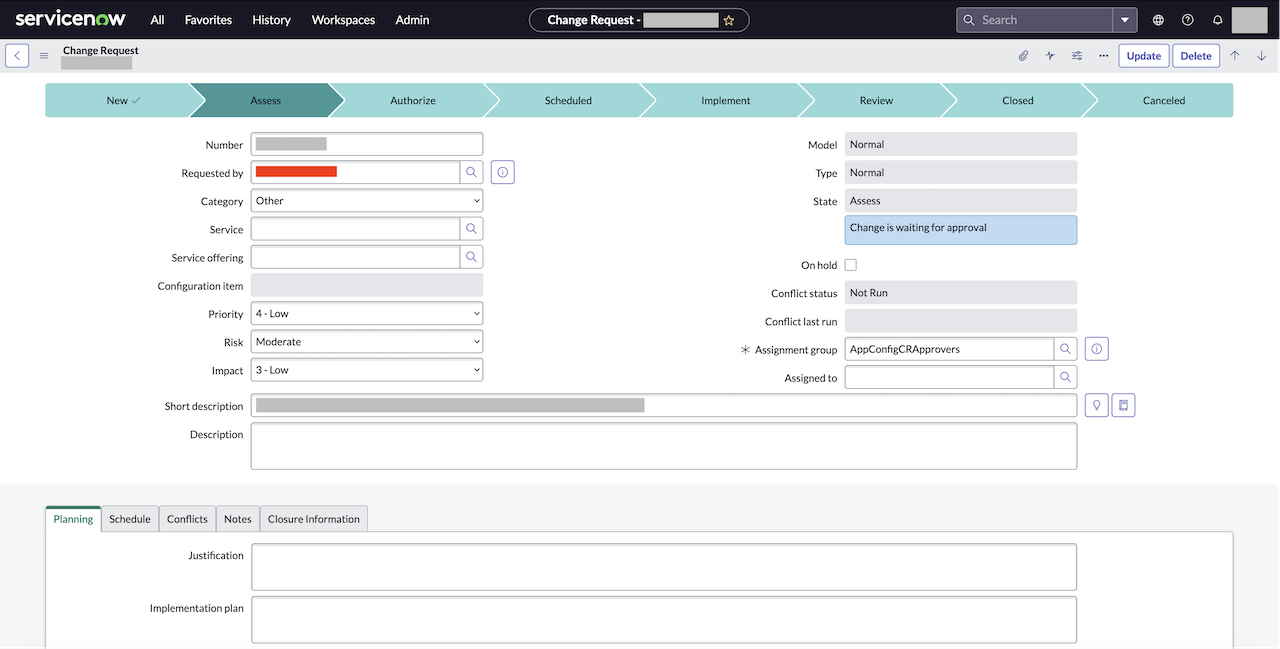 servicenow All Favorites History Workspaces Admin Change Request - Search
Change Request Update Delete
New Assess Authorize Scheduled Implement Review Closed Canceled
Number
Requested by
Category Other
Service
Service offering
Configuration item
Priority 4 - Low
Risk Moderate
Impact 3 - Low
Model Normal
Type Normal
State Assess
Change is waiting for approval
On hold
Conflict status Not Run
Conflict last run
Assignment group AppConfigCRApprovers
Assigned to
Short description
Description
Planning Schedule Conflicts Notes Closure Information
Justification
Implementation plan